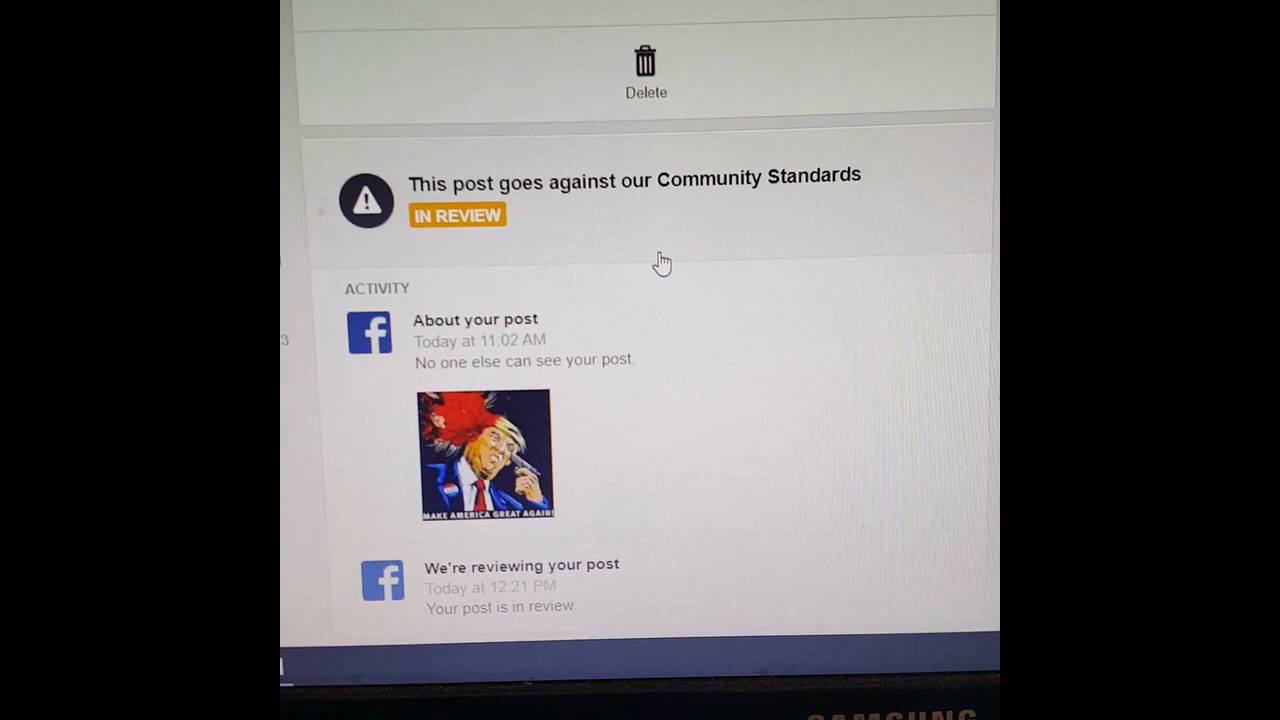 Delete
This post goes against our Community Standards
IN REVIEW
ACTIVITY
About your post
Today at 11:02 AM
3
No one else can see your post.
MAKE AMERICA GREAT AGAIN!
We're reviewing your post
Today at 12:21 PM
Your post is in review.
SAMSUNG